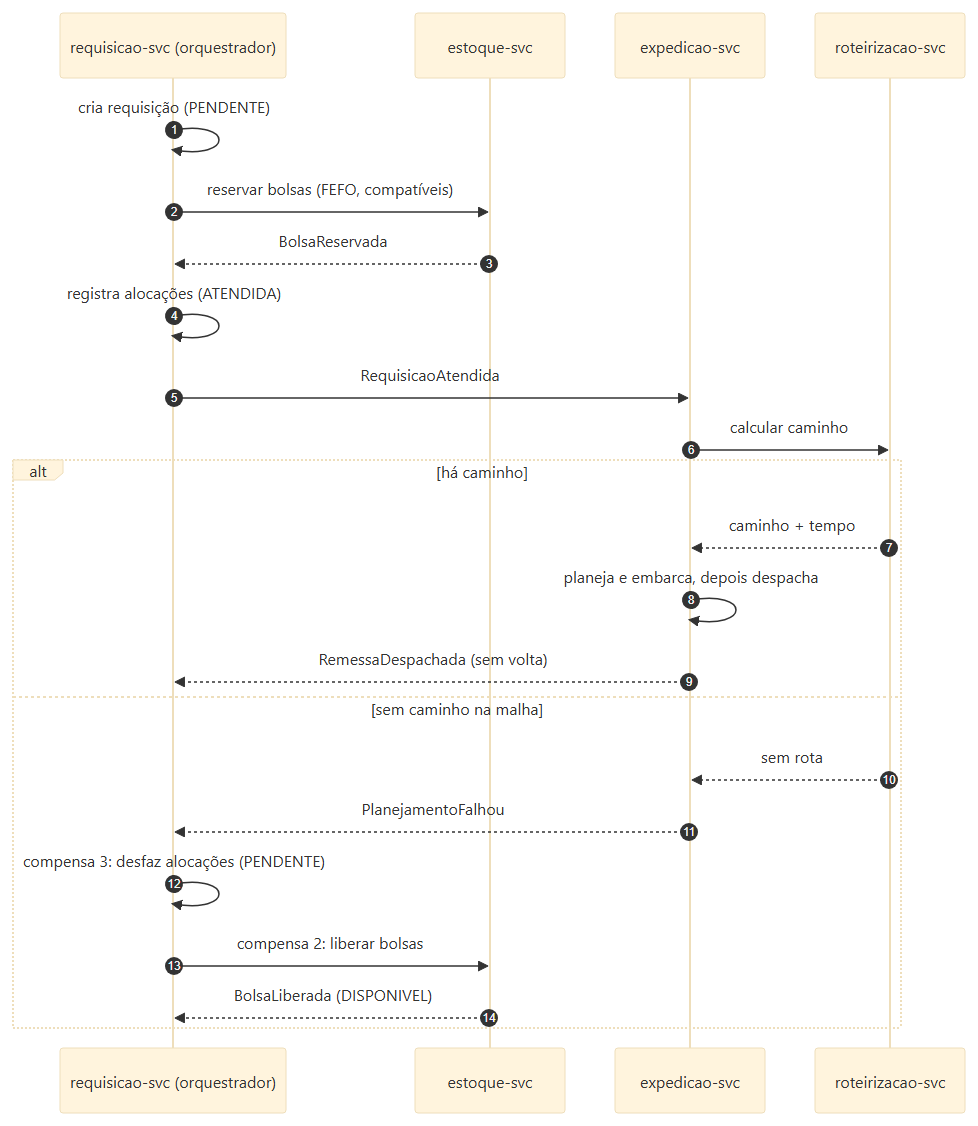 requisicao-svc (orquestrador)
estoque-svc
expedicao-svc
roteirizacao-svc
cria requisição (PENDENTE)
1
reservar bolsas (FEFO, compatíveis)
2
BolsaReservada
3
registra alocações (ATENDIDA)
4
RequisicaoAtendida
5
calcular caminho
6
alt
[há caminho]
caminho + tempo
7
planeja e embarca, depois despacha
8
RemessaDespachada (sem volta)
9
[sem caminho na malha]
sem rota
10
PlanejamentoFalhou
11
compensa 3: desfaz alocações (PENDENTE)
12
compensa 2: liberar bolsas
13
BolsaLiberada (DISPONIVEL)
14
requisicao-svc (orquestrador)
estoque-svc
expedicao-svc
roteirizacao-svc